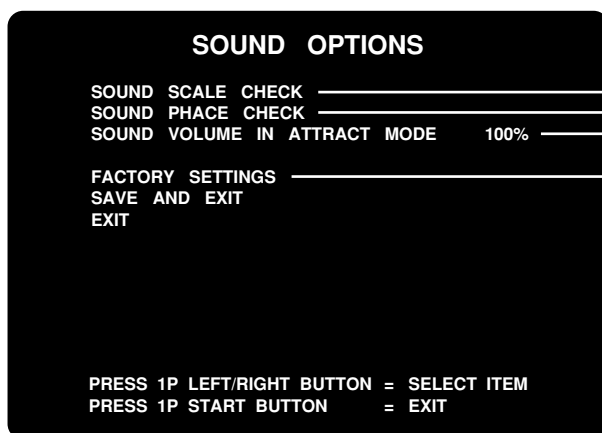 SOUND OPTIONS
SOUND SCALE CHECK
SOUND PHACE CHECK
SOUND VOLUME IN ATTRACT MODE 100%
FACTORY SETTINGS
SAVE AND EXIT
EXIT
PRESS 1P LEFT/RIGHT BUTTON = SELECT ITEM
PRESS 1P START BUTTON = EXIT